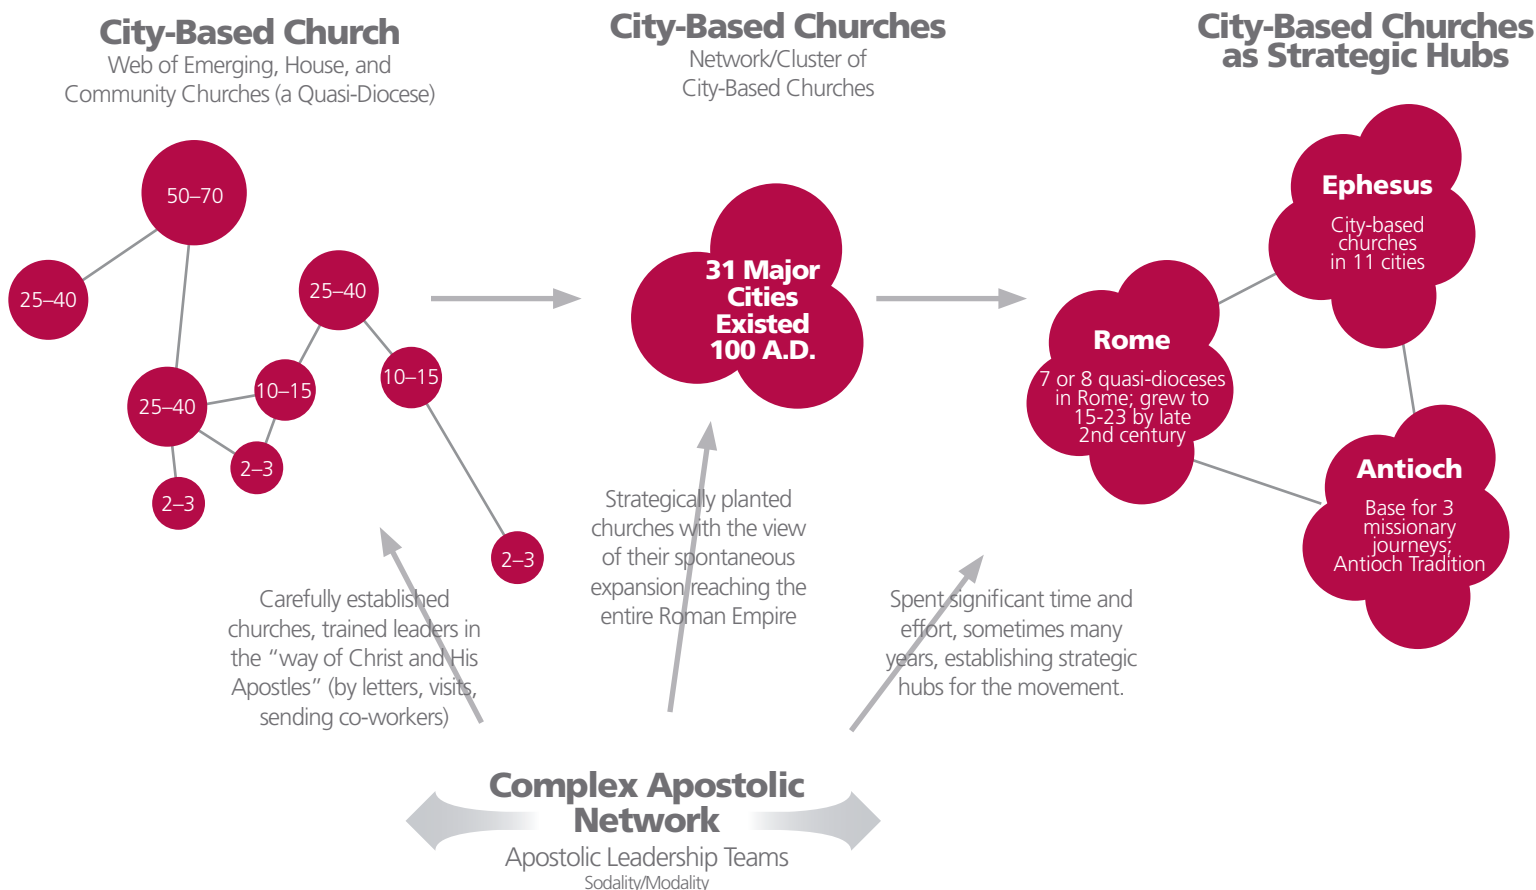 City-Based Church
Web of Emerging, House, and
Community Churches (a Quasi-Diocese)
50–70
25–40
25–40
25–40
10–15
10–15
2–3
2–3
2–3
City-Based Churches
Network/Cluster of
City-Based Churches
31 Major
Cities
Existed
100 A.D.
City-Based Churches
as Strategic Hubs
Ephesus
City-based
churches
in 11 cities
Rome
7 or 8 quasi-dioceses
in Rome; grew to
15-23 by late
2nd century
Antioch
Base for 3
missionary
journeys;
Antioch Tradition
Carefully established
churches, trained leaders in
the “way of Christ and His
Apostles” (by letters, visits,
sending co-workers)
Strategically planted
churches with the view
of their spontaneous
expansion reaching the
entire Roman Empire
Spent significant time and
effort, sometimes many
years, establishing strategic
hubs for the movement.
Complex Apostolic
Network
Apostolic Leadership Teams
Sodality/Modality